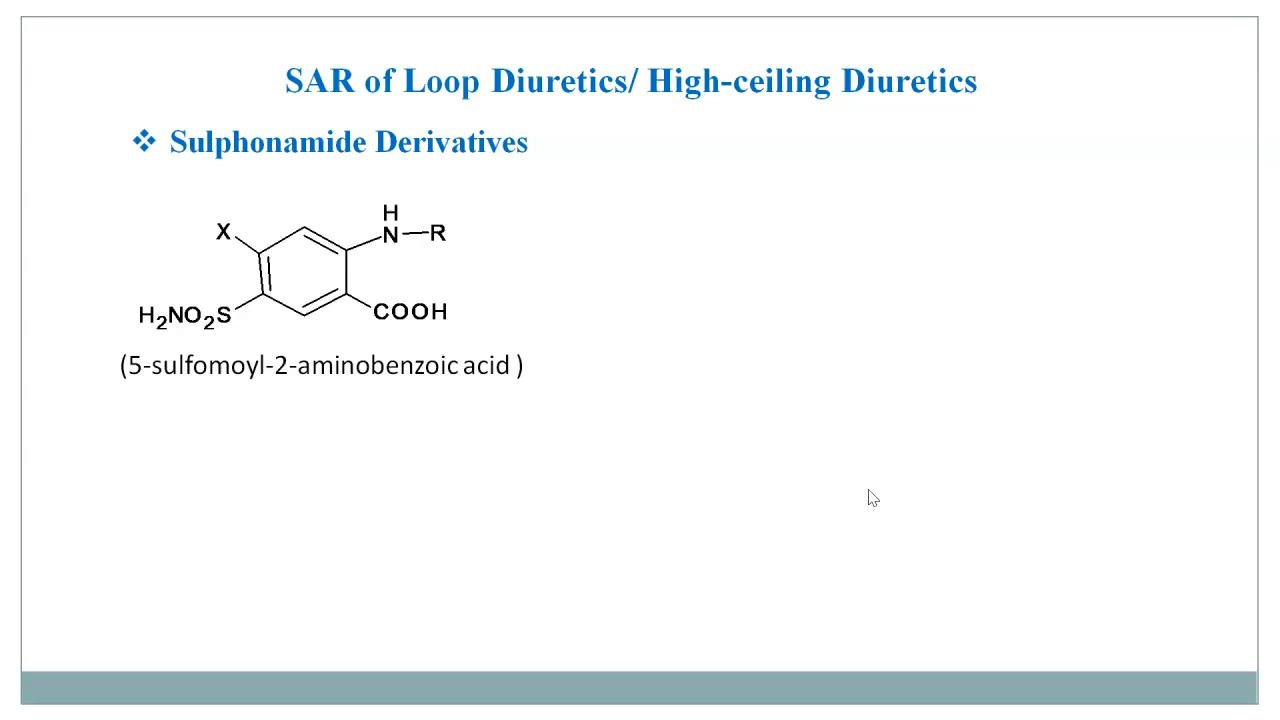 SAR of Loop Diuretics/ High-ceiling Diuretics
❖ Sulphonamide Derivatives
H
X N R
H2NO2S COOH
(5-sulfomoyl-2-aminobenzoic acid )